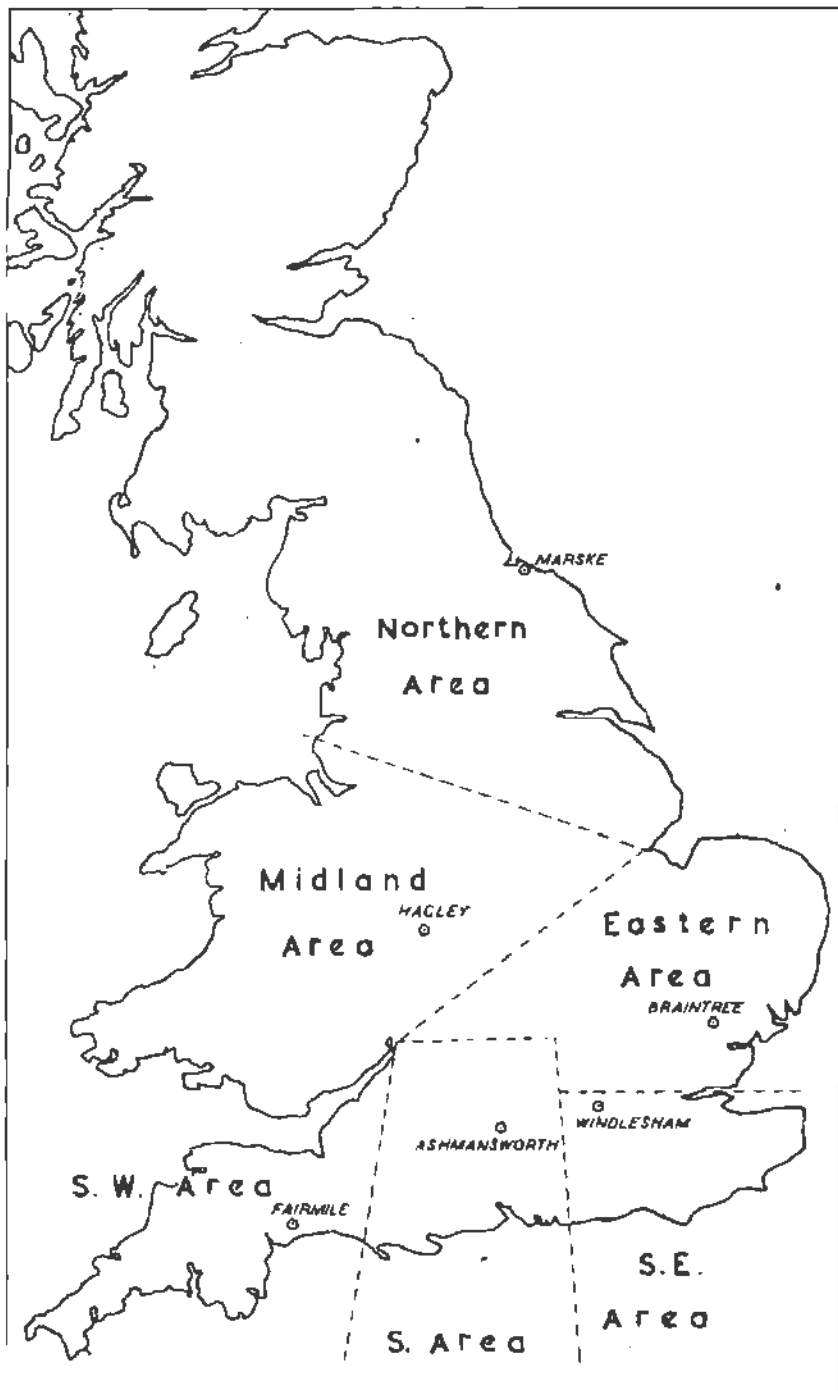 MARSKE
Northern
Area
Midland
Area
HAGLEY
Eastern
Area
BRAINTREE
WINDLESHAM
ASHMANSWORTH
S. W. Area
FAIRMILE
S. E.
Area
S. Area